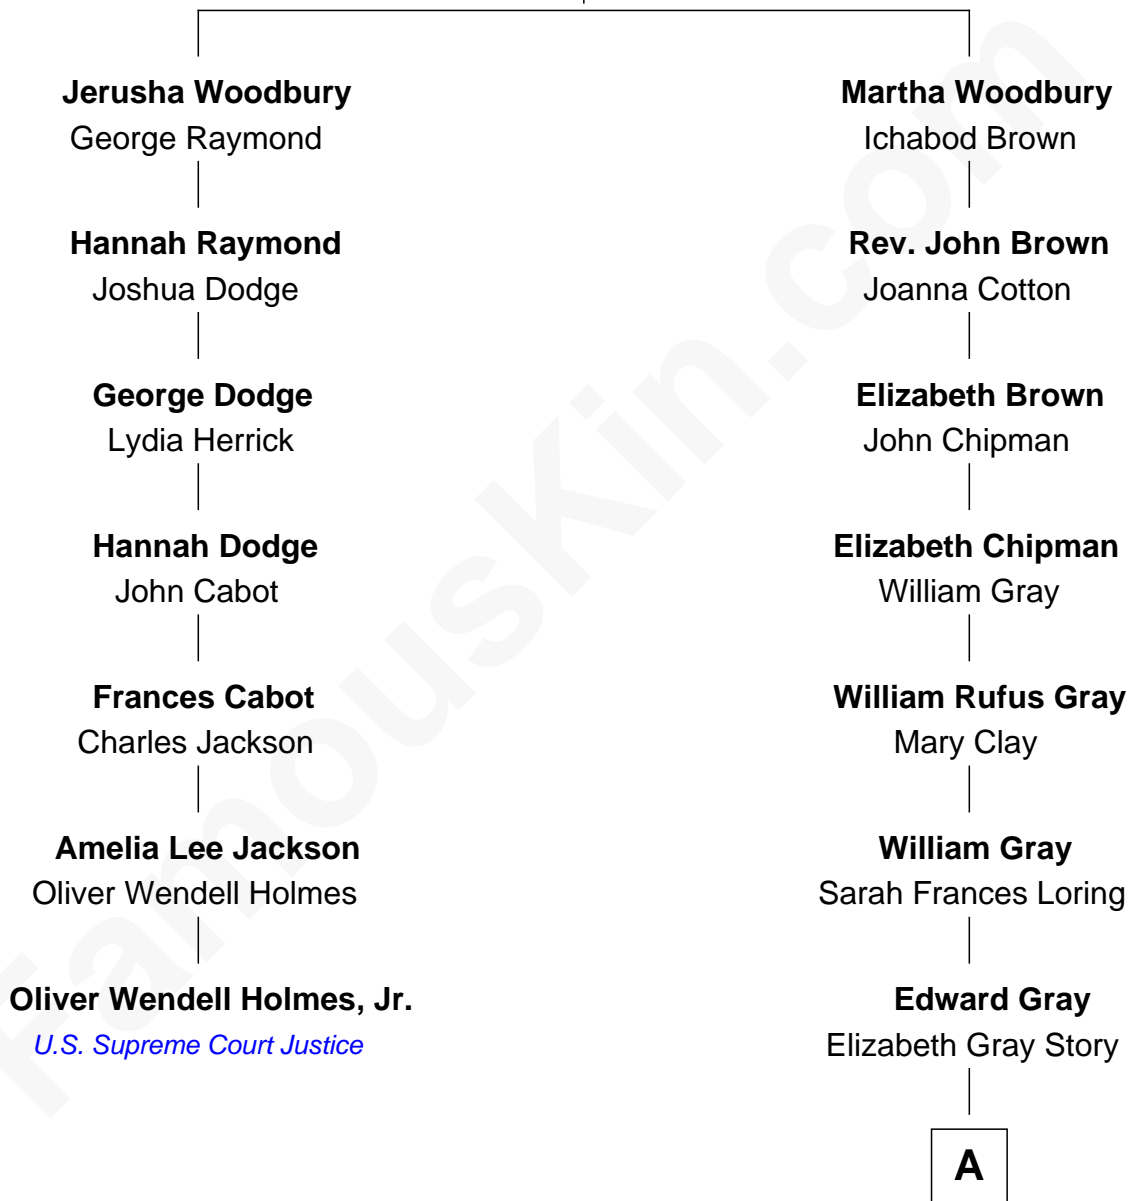 Jerusha Woodbury
George Raymond
Hannah Raymond
Joshua Dodge
George Dodge
Lydia Herrick
Hannah Dodge
John Cabot
Frances Cabot
Charles Jackson
Amelia Lee Jackson
Oliver Wendell Holmes
Oliver Wendell Holmes, Jr.
U.S. Supreme Court Justice
Martha Woodbury
Ichabod Brown
Rev. John Brown
Joanna Cotton
Elizabeth Brown
John Chipman
Elizabeth Chipman
William Gray
William Rufus Gray
Mary Clay
William Gray
Sarah Frances Loring
Edward Gray
Elizabeth Gray Story
A
FamousKin.com